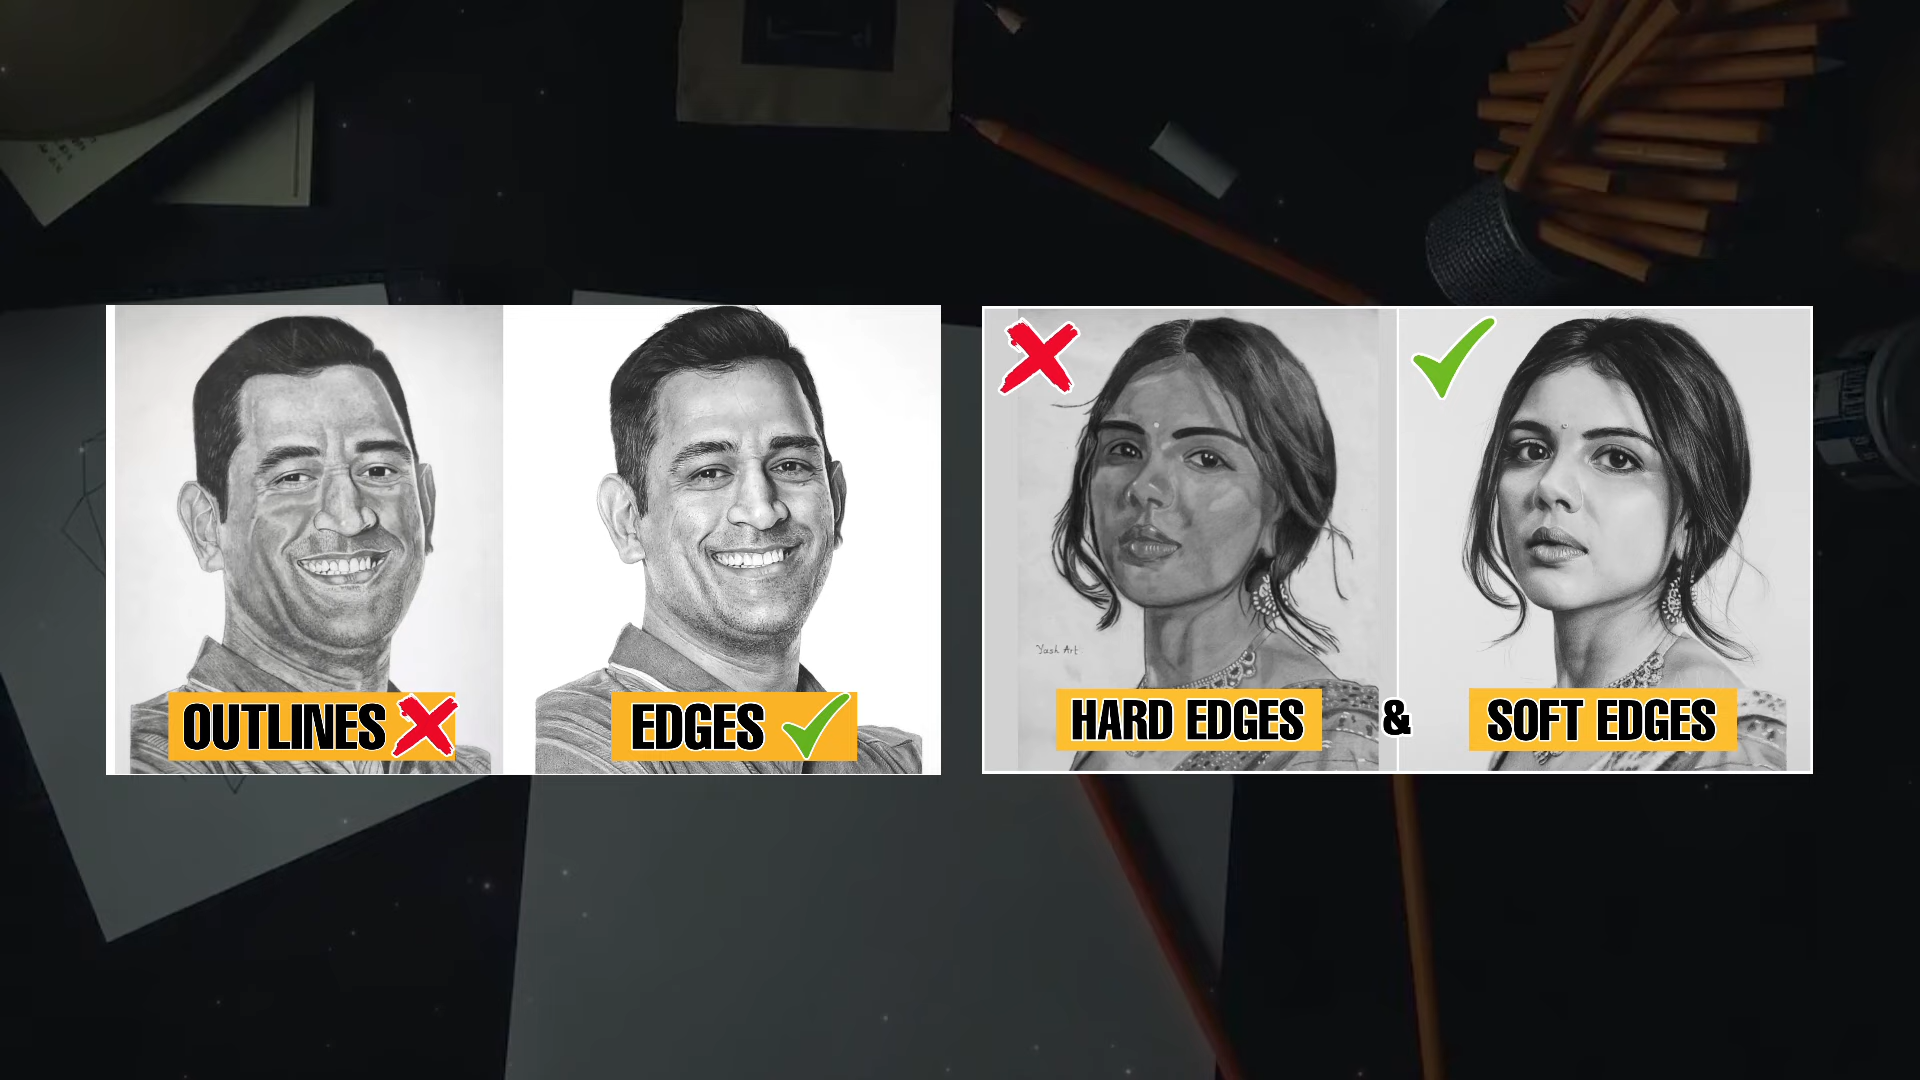 Yash Art
OUTLINES
EDGES
HARD EDGES
&
SOFT EDGES